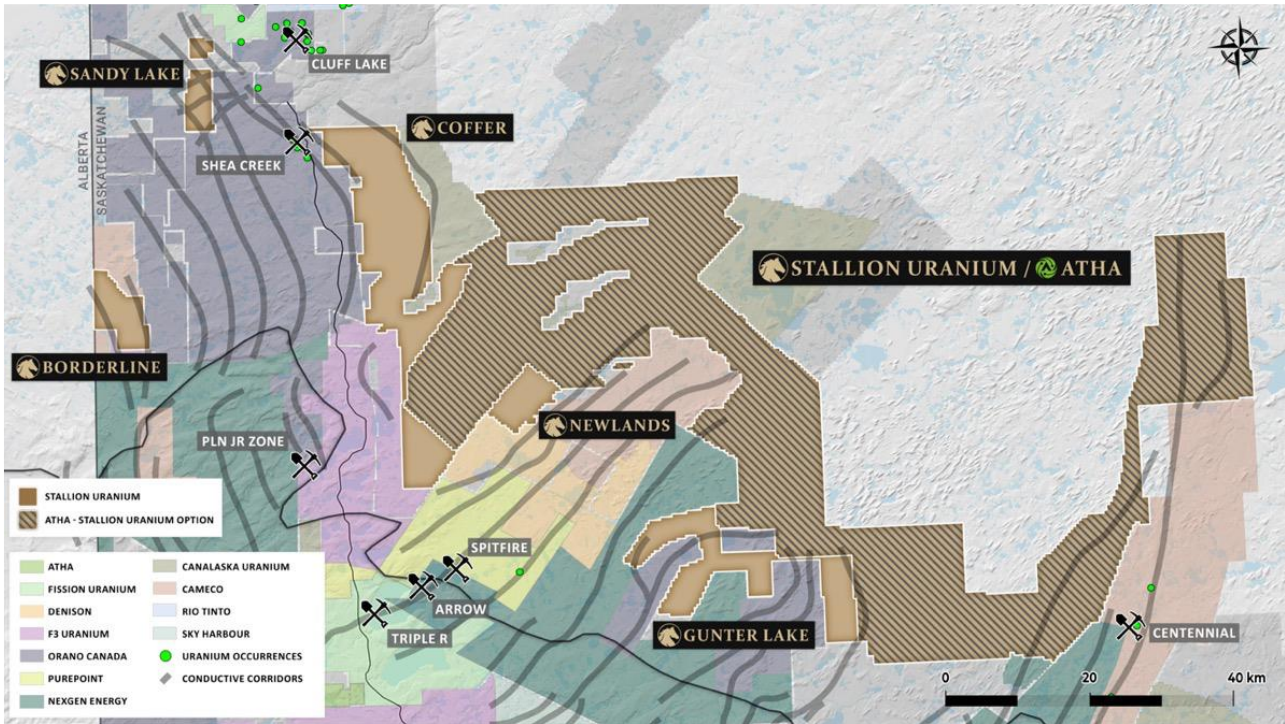 CLUFF LAKE
SANDY LAKE
COFFER
SHEA CREEK
ALBERTA
SASKATCHEWAN
STALLION URANIUM / ATHA
BORDERLINE
NEWLANDS
PLN JR ZONE
SPITFIRE
ARROW
TRIPLE R
GUNTER LAKE
CENTENNIAL
STALLION URANIUM
ATHA - STALLION URANIUM OPTION
ATHA
FISSION URANIUM
DENISON
F3 URANIUM
ORANO CANADA
PUREPOINT
NEXGEN ENERGY
CANALASKA URANIUM
CAMECO
RIO TINTO
SKY HARBOUR
URANIUM OCCURRENCES
CONDUCTIVE CORRIDORS
0 20 40 km